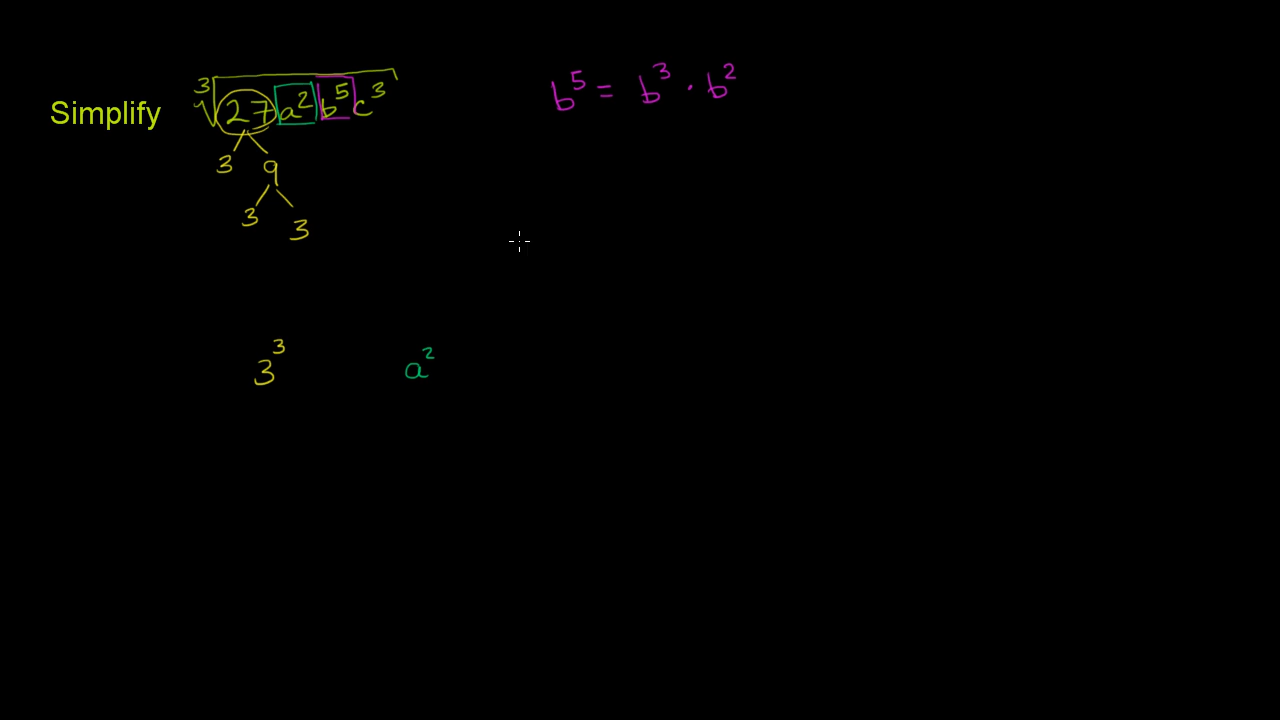 Simplify ∛(27a²b⁵c³)
b⁵ = b³ · b²
3 9
3 3
3³ a²